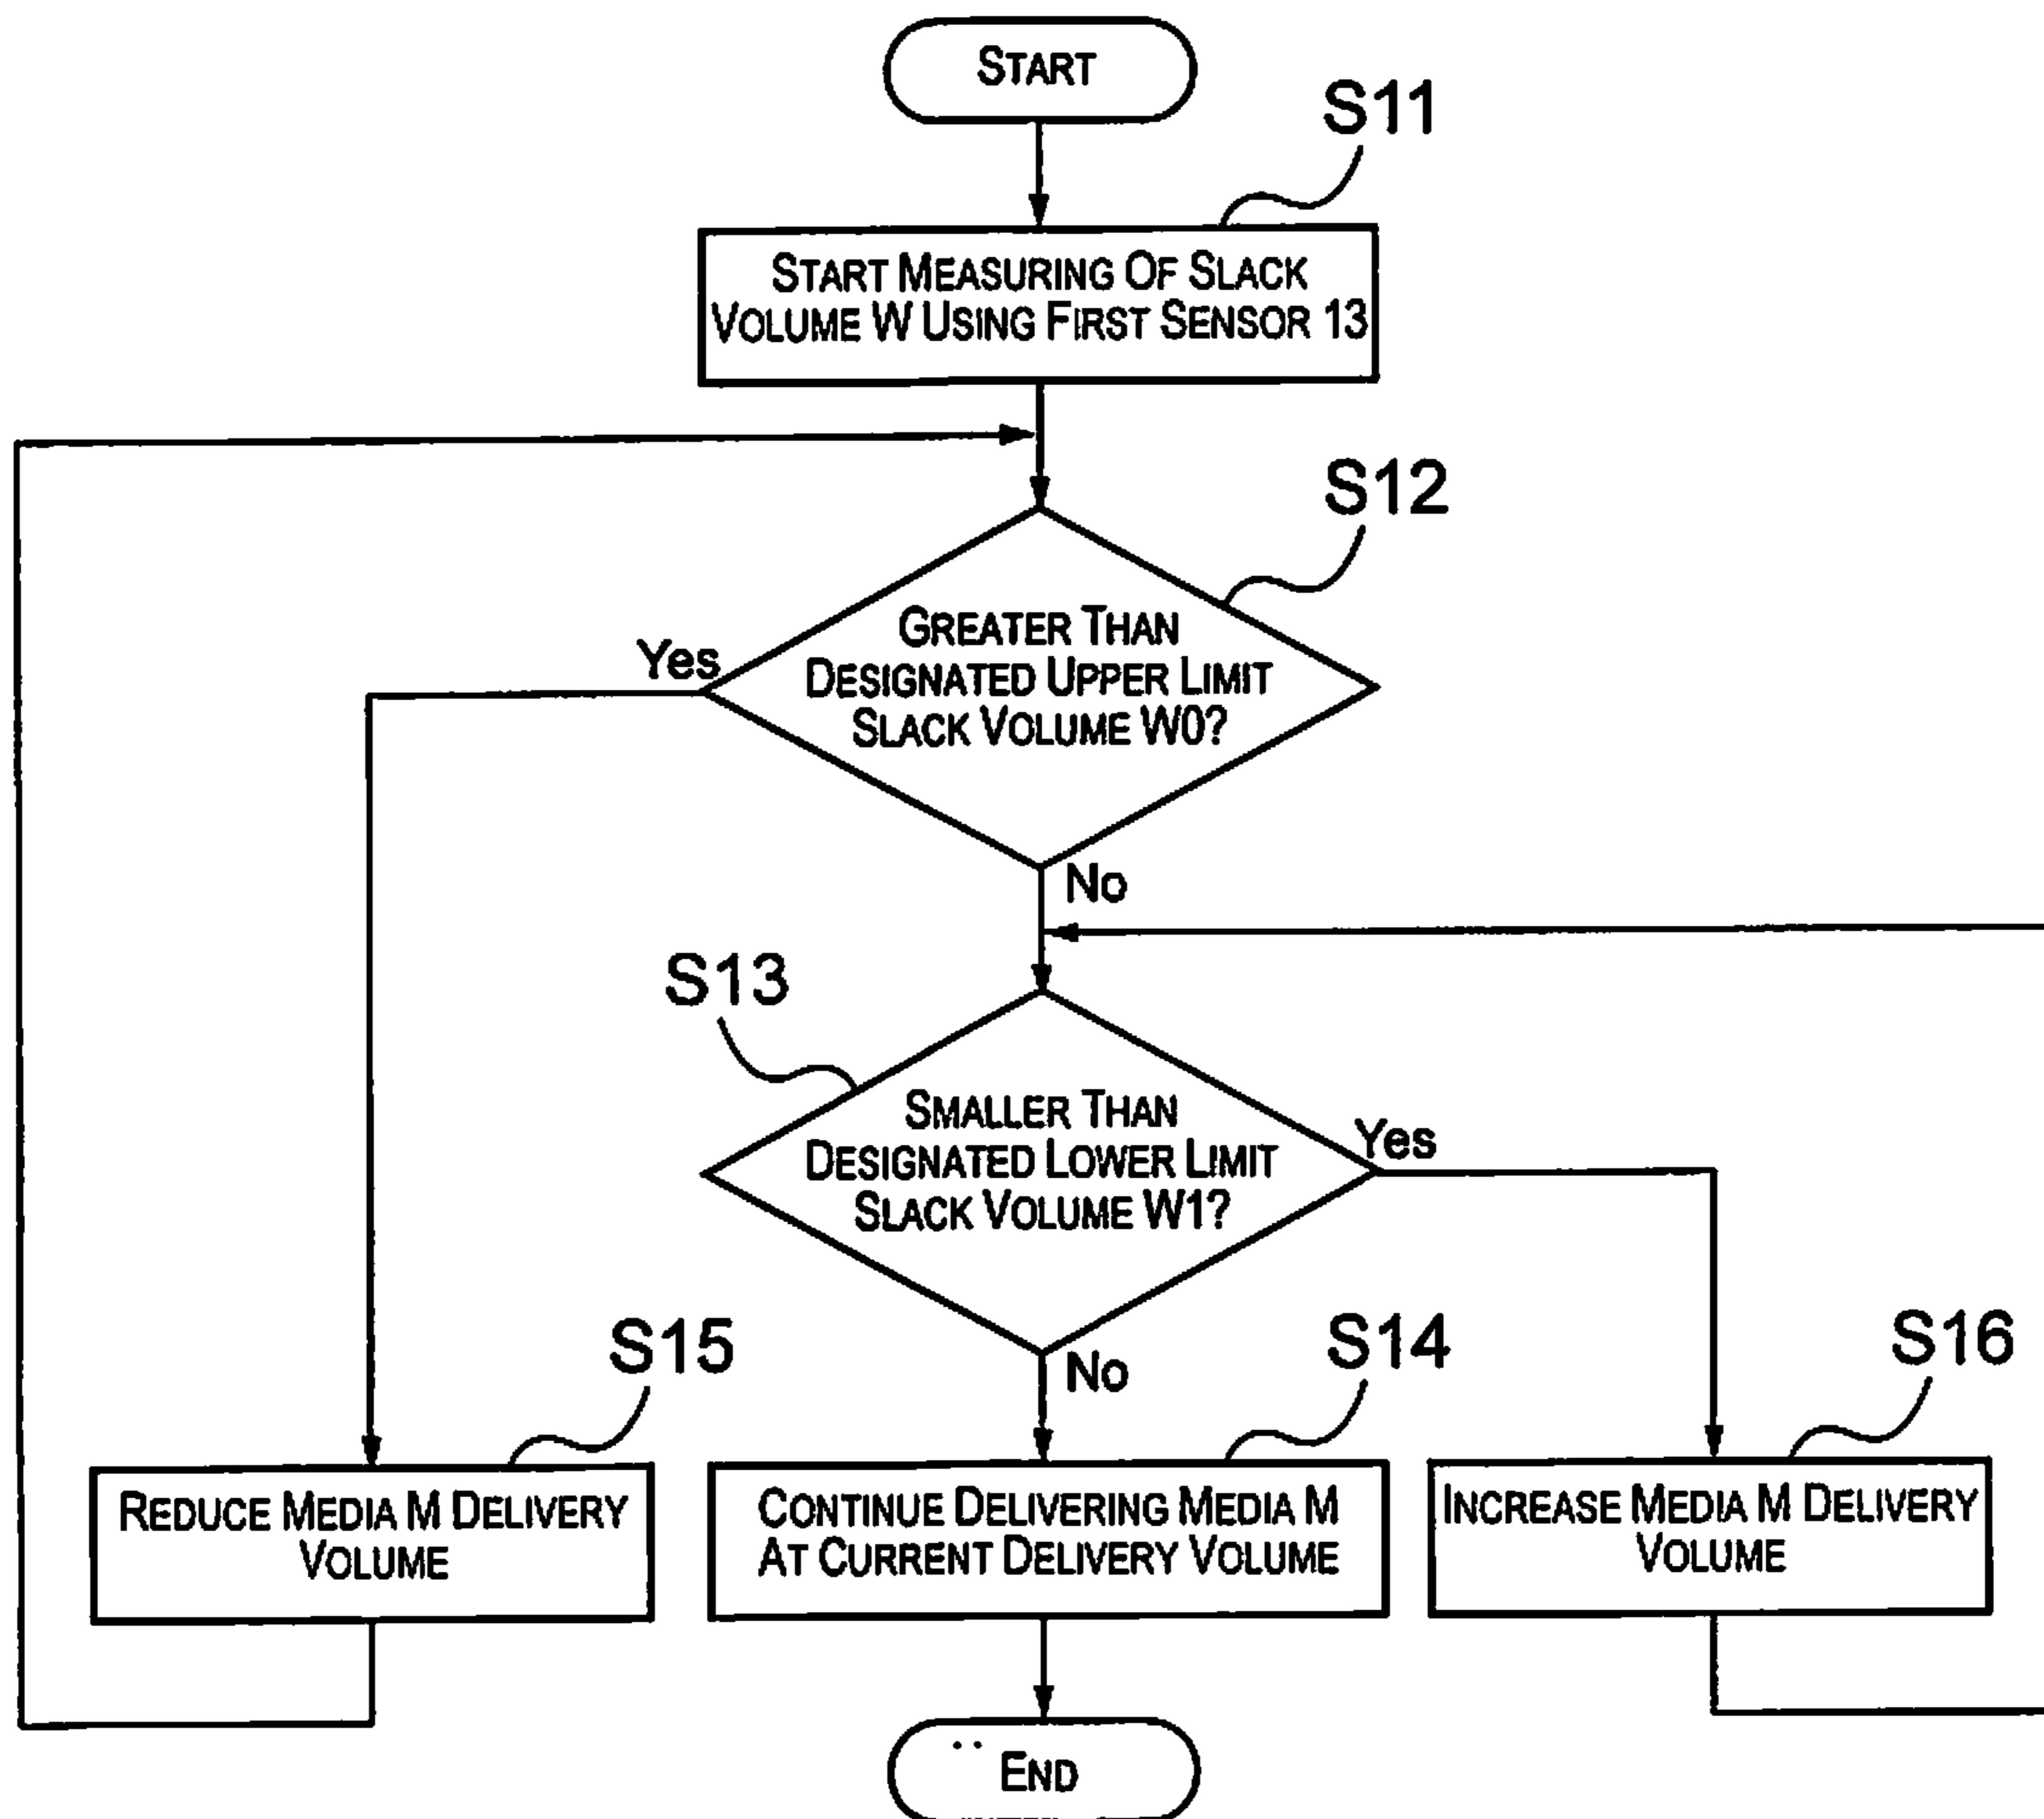 START
S11
START MEASURING OF SLACK
VOLUME W USING FIRST SENSOR 13
S12
GREATER THAN
DESIGNATED UPPER LIMIT
SLACK VOLUME W0?
Yes
No
S13
SMALLER THAN
DESIGNATED LOWER LIMIT
SLACK VOLUME W1?
Yes
No
S15
REDUCE MEDIA M DELIVERY
VOLUME
S14
CONTINUE DELIVERING MEDIA M
AT CURRENT DELIVERY VOLUME
S16
INCREASE MEDIA M DELIVERY
VOLUME
END